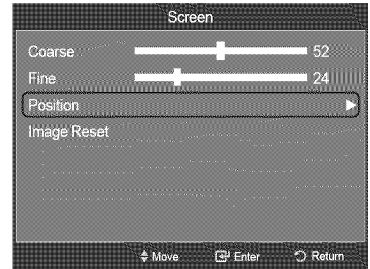 Screen
Coarse 52
Fine 24
Position
Image Reset
Move Enter Return